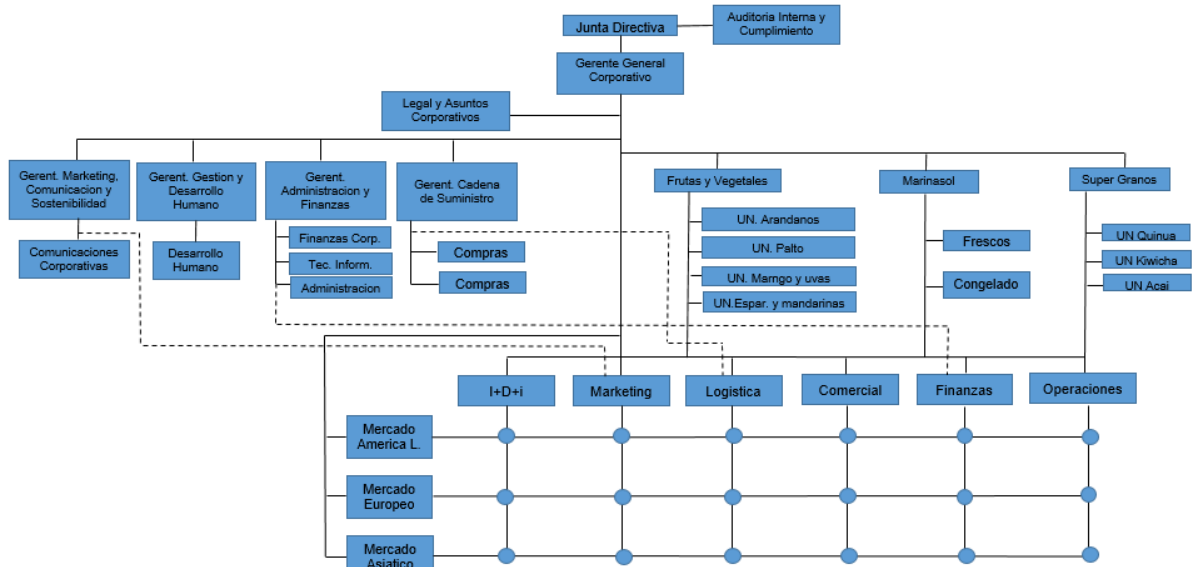 Junta Directiva
Auditoria Interna y
Cumplimiento
Gerente General
Corporativo
Legal y Asuntos
Corporativos
Gerent. Marketing,
Comunicacion y
Sostenibilidad
Gerent. Gestion y
Desarrollo
Humano
Gerent.
Administracion y
Finanzas
Gerent. Cadena
de Suministro
Frutas y Vegetales
Marinasol
Super Granos
Comunicaciones
Corporativas
Desarrollo
Humano
Finanzas Corp.
Tec. Inform.
Administracion
Compras
Compras
UN. Arandanos
UN. Palto
UN. Marngo y uvas
UN.Espar. y mandarinas
Frescos
Congelado
UN Quinua
UN Kiwicha
UN Acai
I+D+i
Marketing
Logistica
Comercial
Finanzas
Operaciones
Mercado
America L.
Mercado
Europeo
Mercado
Asiatico